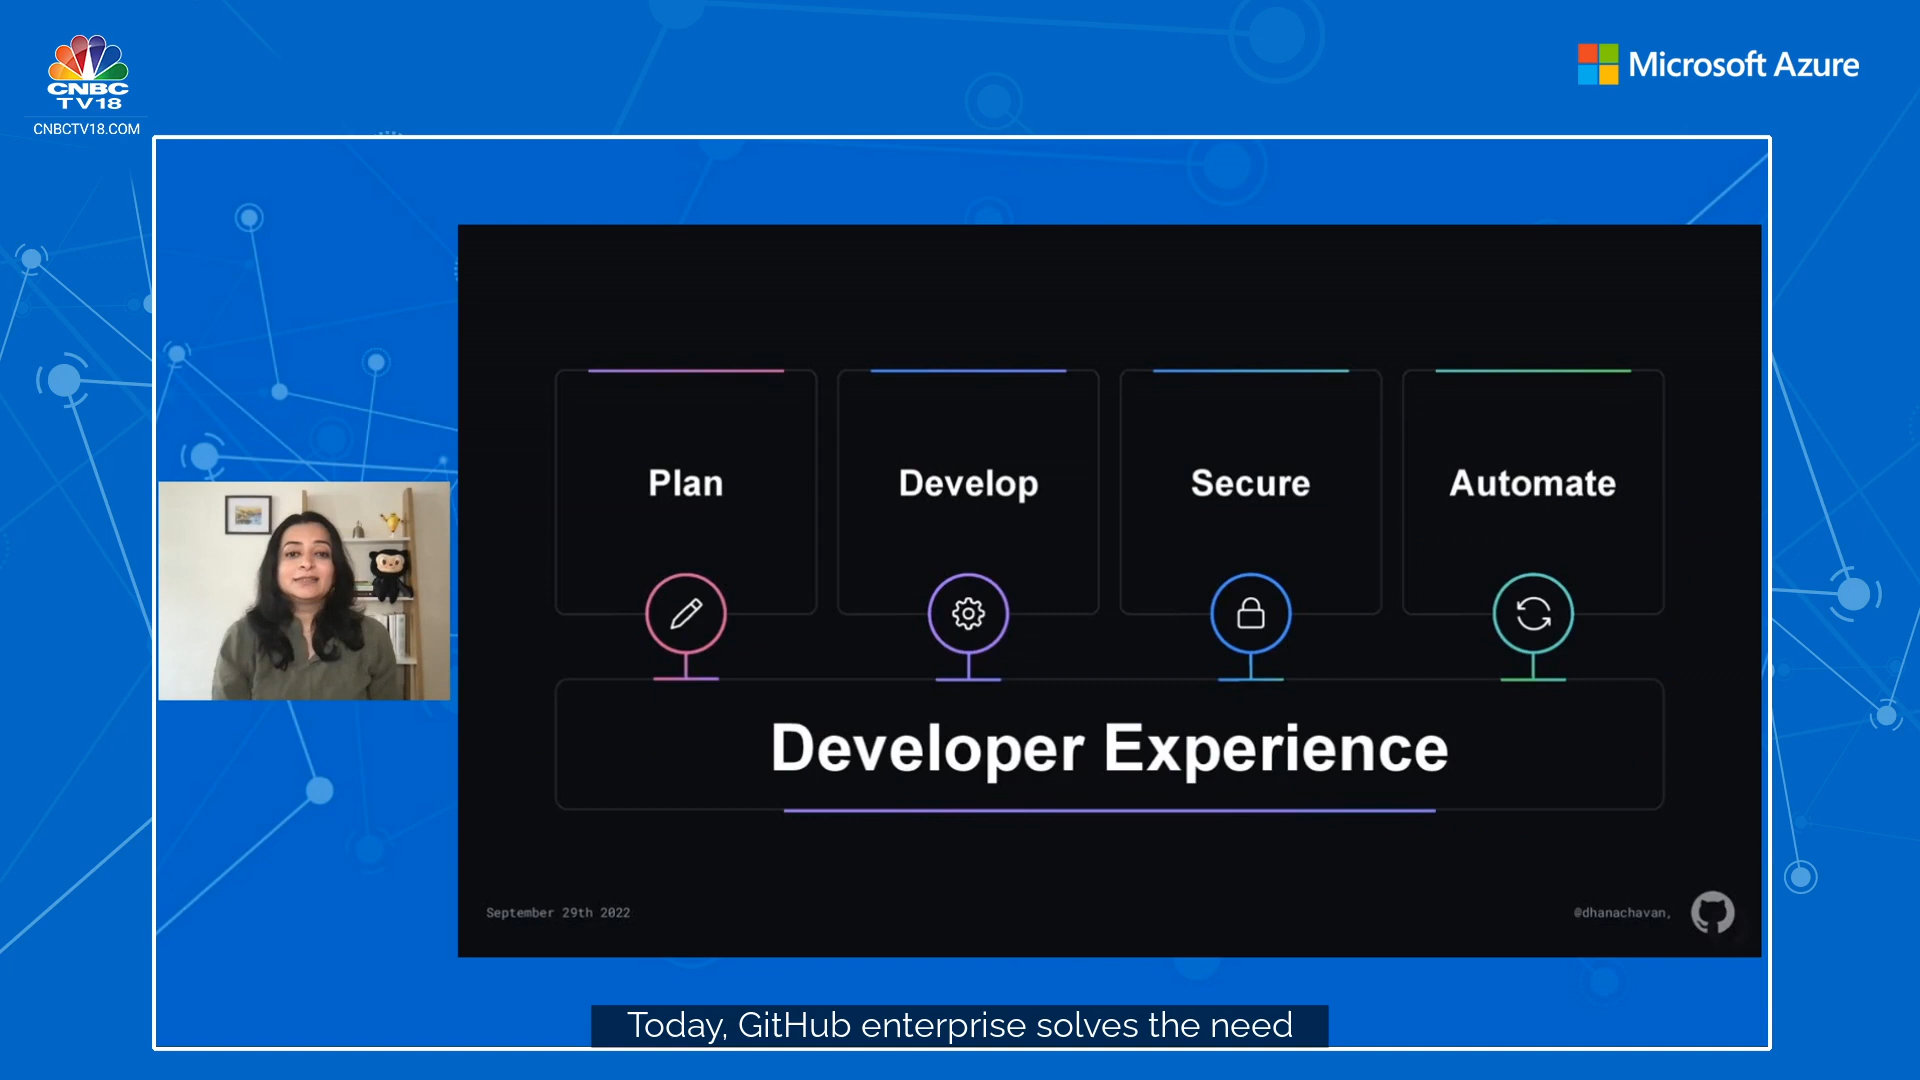 CNBC
TV18
CNBCTV18.COM
Microsoft Azure
Plan
Develop
Secure
Automate
Developer Experience
September 29th 2022
@dhanachavan,
Today, GitHub enterprise solves the need